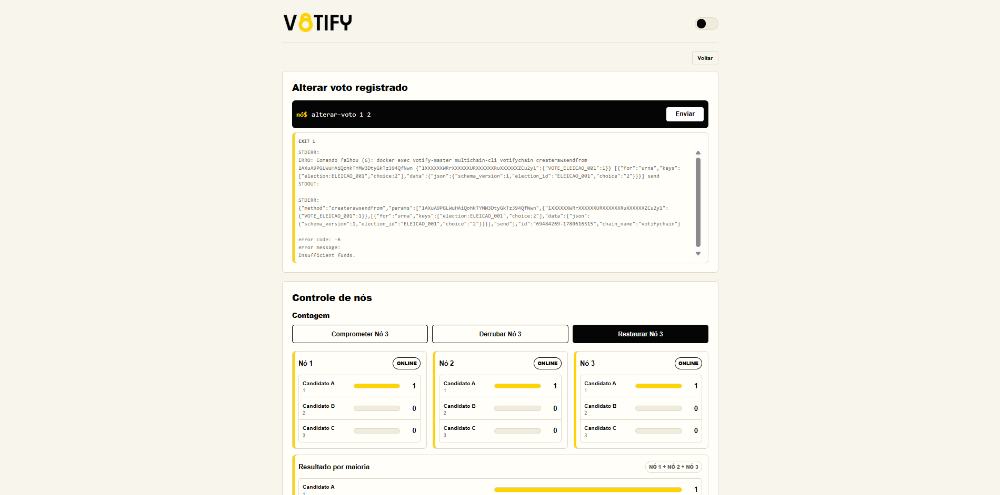 VOTIFY
Voltar
Alterar voto registrado
nó$ alterar-voto 1 2
Enviar
EXIT 1
STDERR:
ERRO: Comando falhou (6): docker exec votify-master multichain-cli votifychain createrawsendfrom
1AXuA9PGLWuHAiQohkTYMW3DtyGkTz394QfNwn {"1XXXXXXWRrXXXXXXURXXXXXXRuXXXXXXZCu2y1":{"VOTE_ELEICAO_001":1}} [{"for":"urna","keys":
["election:ELEICAO_001","choice:2"],"data":{"json":{"schema_version":1,"election_id":"ELEICAO_001","choice":"2"}}}] send
STDOUT:
STDERR:
{"method":"createrawsendfrom","params":["1AXuA9PGLWuHAiQohkTYMW3DtyGkTz394QfNwn",{"1XXXXXXWRrXXXXXXURXXXXXXRuXXXXXXZCu2y1":
{"VOTE_ELEICAO_001":1}},[{"for":"urna","keys":["election:ELEICAO_001","choice:2"],"data":{"json":
{"schema_version":1,"election_id":"ELEICAO_001","choice":"2"}}}],"send"],"id":"69484269-1780616515","chain_name":"votifychain"}
error code: -6
error message:
Insufficient funds.
Controle de nós
Contagem
Comprometer Nó 3
Derrubar Nó 3
Restaurar Nó 3
Nó 1 ONLINE
Candidato A 1
1
Candidato B 0
2
Candidato C 0
3
Nó 2 ONLINE
Candidato A 1
1
Candidato B 0
2
Candidato C 0
3
Nó 3 ONLINE
Candidato A 1
1
Candidato B 0
2
Candidato C 0
3
Resultado por maioria
NÓ 1 + NÓ 2 + NÓ 3
Candidato A 1
1